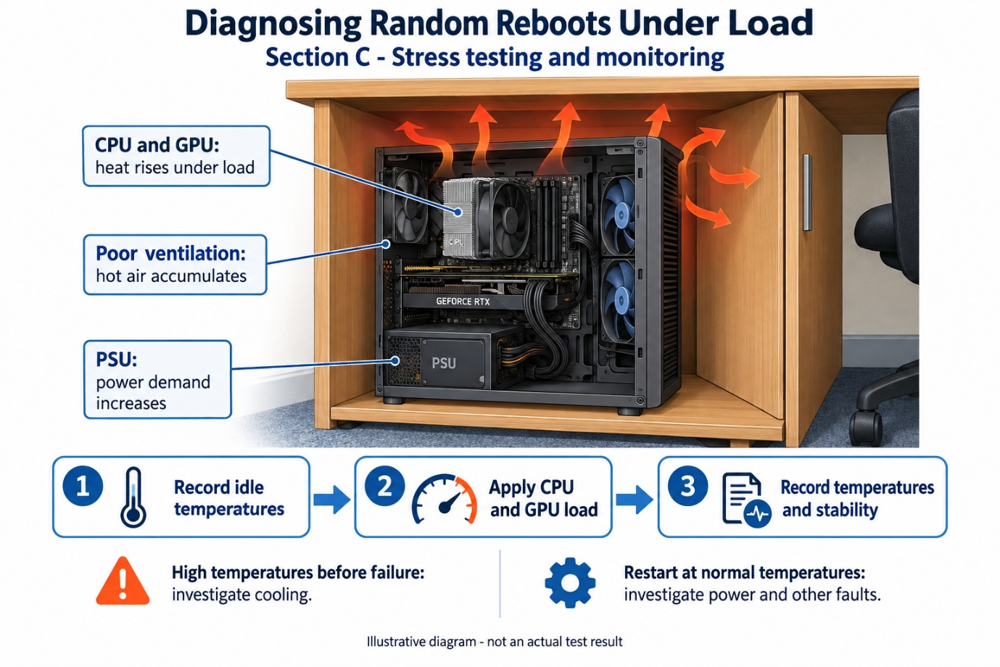 Diagnosing Random Reboots Under Load
Section C - Stress testing and monitoring
CPU and GPU:
heat rises under load
Poor ventilation:
hot air accumulates
PSU:
power demand
increases
CPU
GEFORCE RTX
PSU
1
Record idle
temperatures
2
Apply CPU
and GPU load
3
Record temperatures
and stability
High temperatures before failure:
investigate cooling.
Restart at normal temperatures:
investigate power and other faults.
Illustrative diagram - not an actual test result